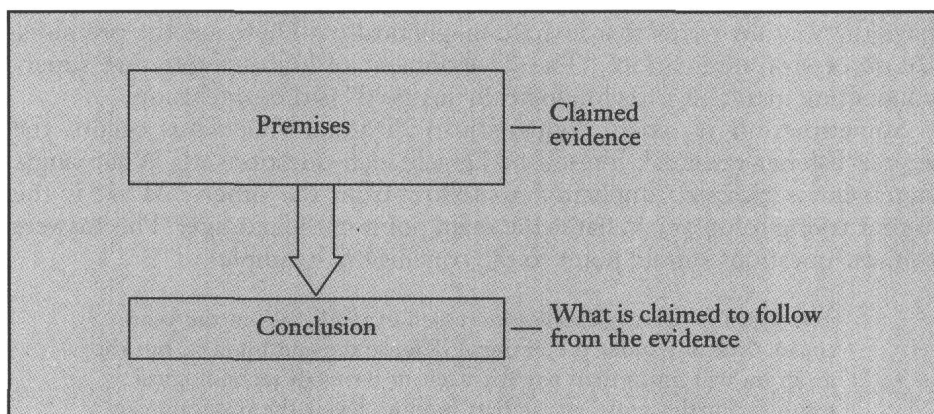 Premises
Claimed
evidence
Conclusion
What is claimed to follow
from the evidence